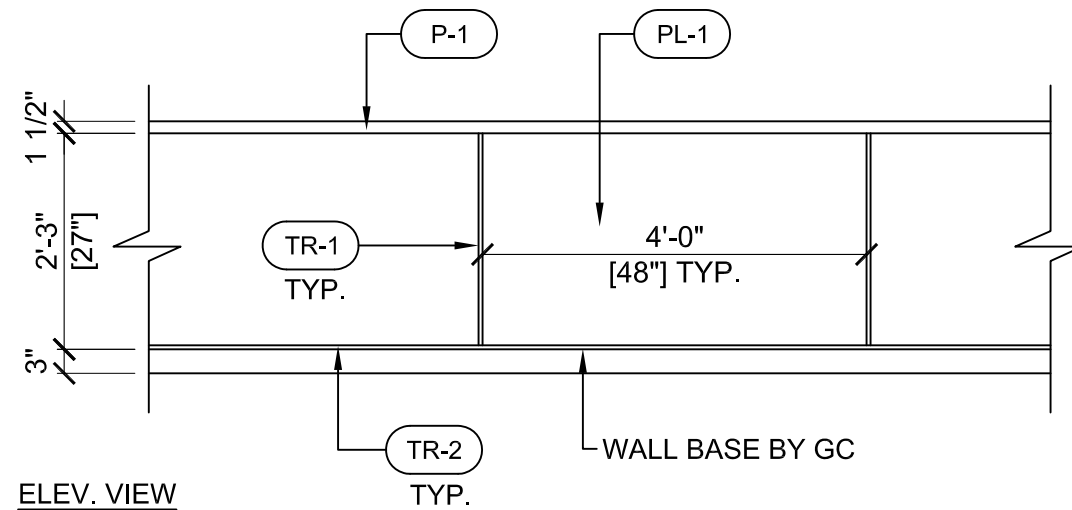 P-1
PL-1
1 1/2"
2'-3"
[27"]
3"
TR-1
TYP.
4'-0"
[48"] TYP.
TR-2
TYP.
WALL BASE BY GC
ELEV. VIEW